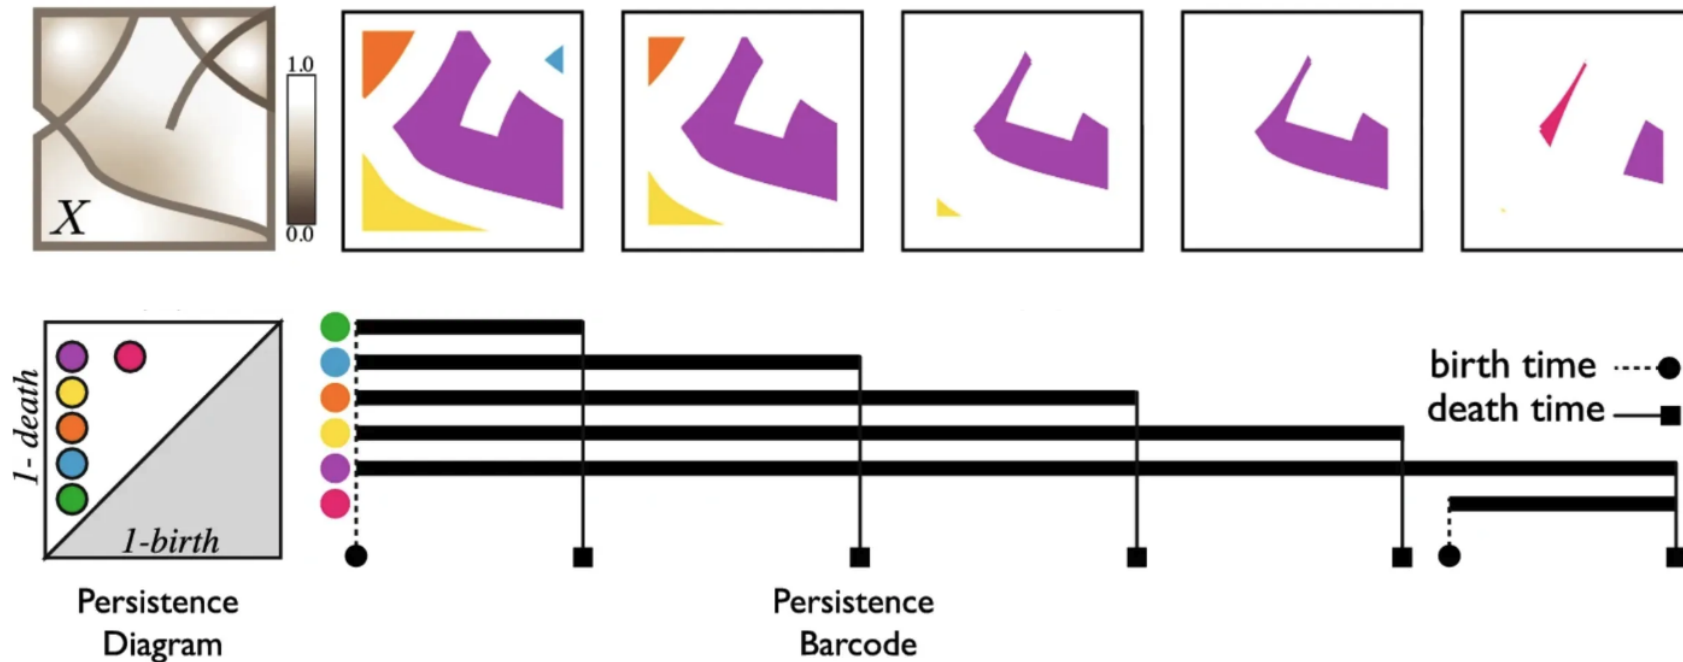 X
1.0
0.0
1- death
1-birth
Persistence
Diagram
Persistence
Barcode
birth time
death time